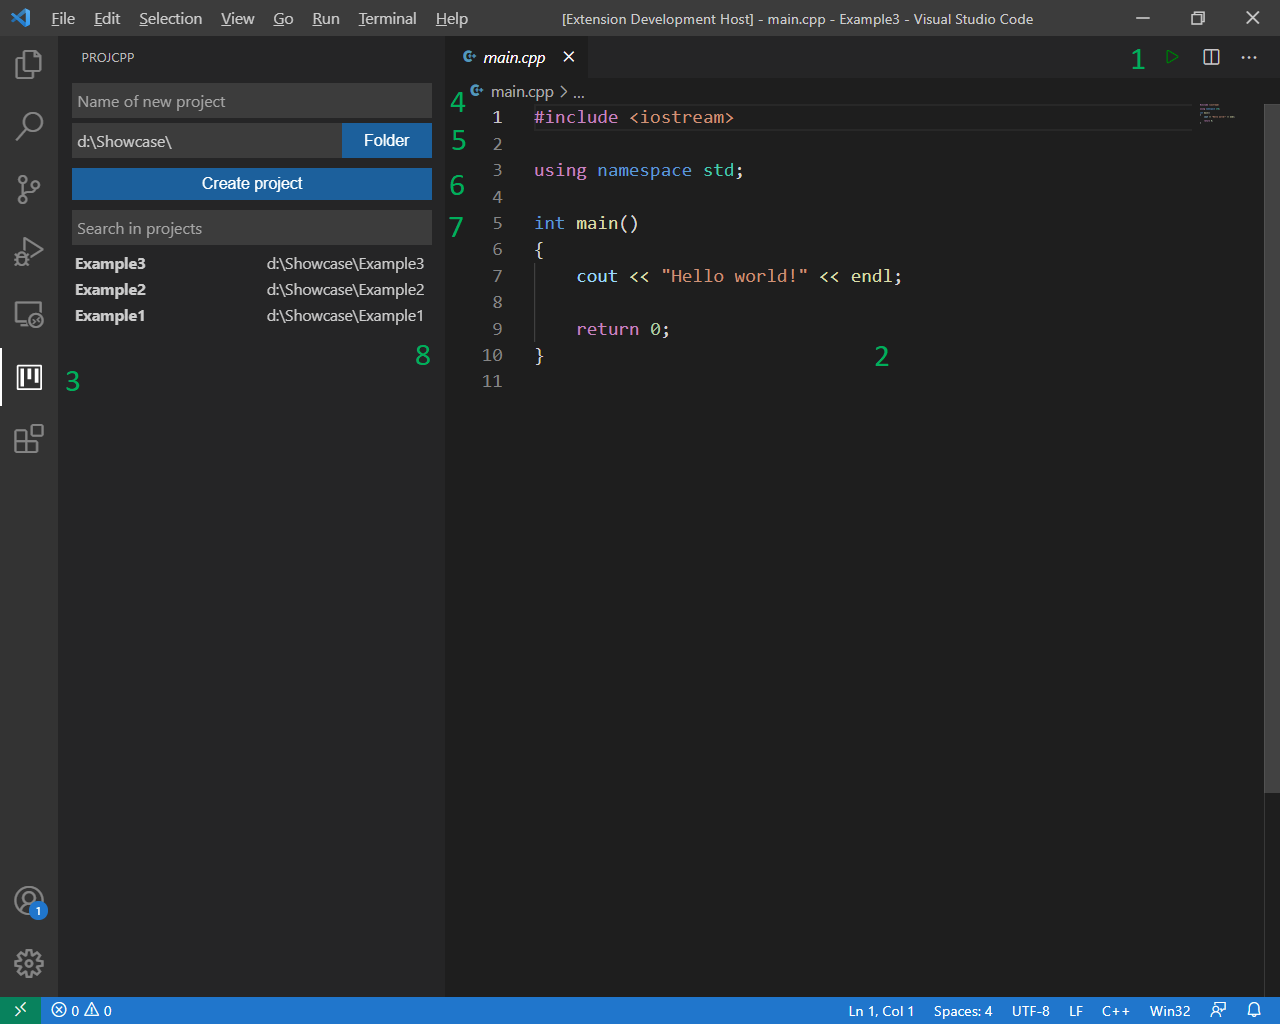 File Edit Selection View Go Run Terminal Help [Extension Development Host] - main.cpp - Example3 - Visual Studio Code
PROJCPP
main.cpp
1
main.cpp > ...
Name of new project
4
d:\Showcase\ Folder
5
Create project
6
Search in projects
7
Example3 d:\Showcase\Example3
Example2 d:\Showcase\Example2
Example1 d:\Showcase\Example1
8
3
1 #include <iostream>
2
3 using namespace std;
4
5 int main()
6 {
7 cout << "Hello world!" << endl;
8
9 return 0;
10 }
11
2
1
0 0 Ln 1, Col 1 Spaces: 4 UTF-8 LF C++ Win32